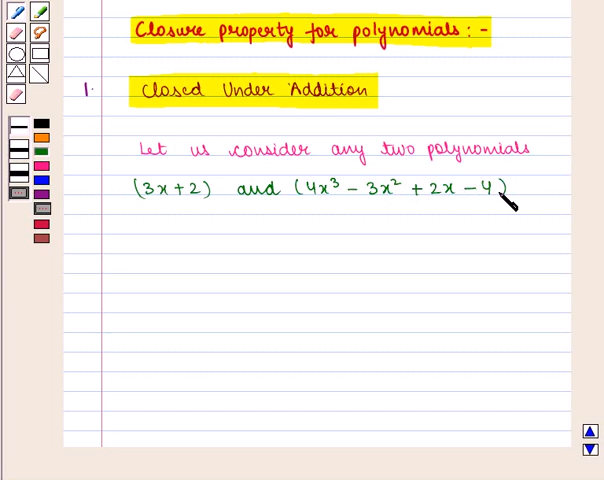 Closure property for polynomials :-
1. Closed Under Addition
Let us consider any two polynomials
(3x + 2) and (4x³ - 3x² + 2x - 4)